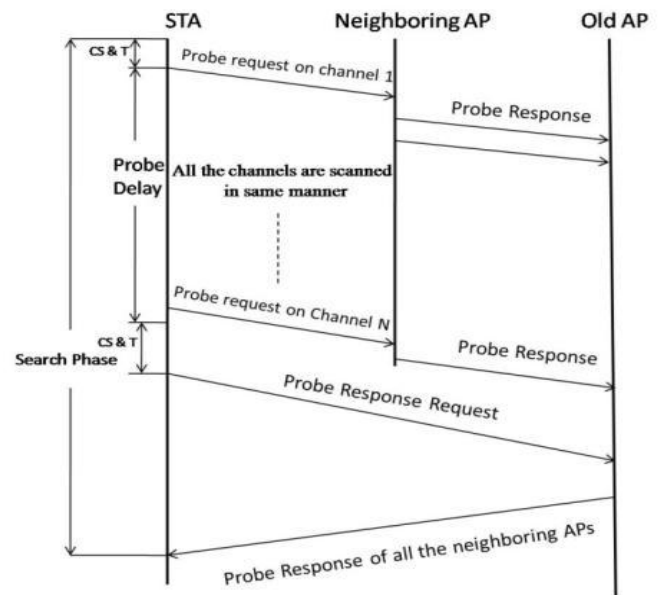 STA
Neighboring AP
Old AP
CS & T
Probe request on channel 1
Probe Response
Probe
Delay
All the channels are scanned
in same manner
Probe request on Channel N
CS & T
Probe Response
Search Phase
Probe Response Request
Probe Response of all the neighboring APs